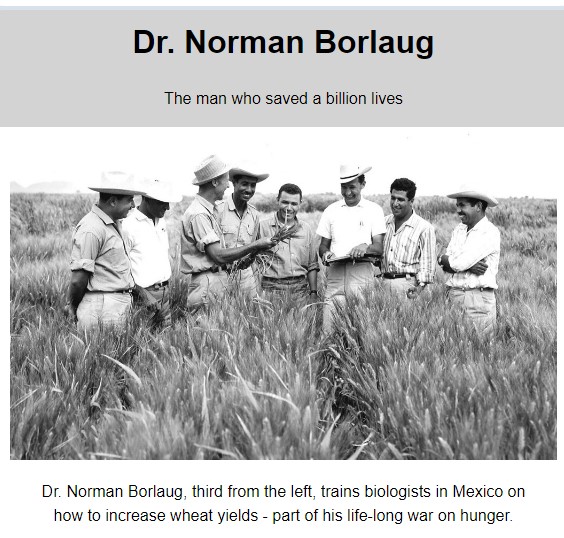 Dr. Norman Borlaug
The man who saved a billion lives
Dr. Norman Borlaug, third from the left, trains biologists in Mexico on
how to increase wheat yields - part of his life-long war on hunger.